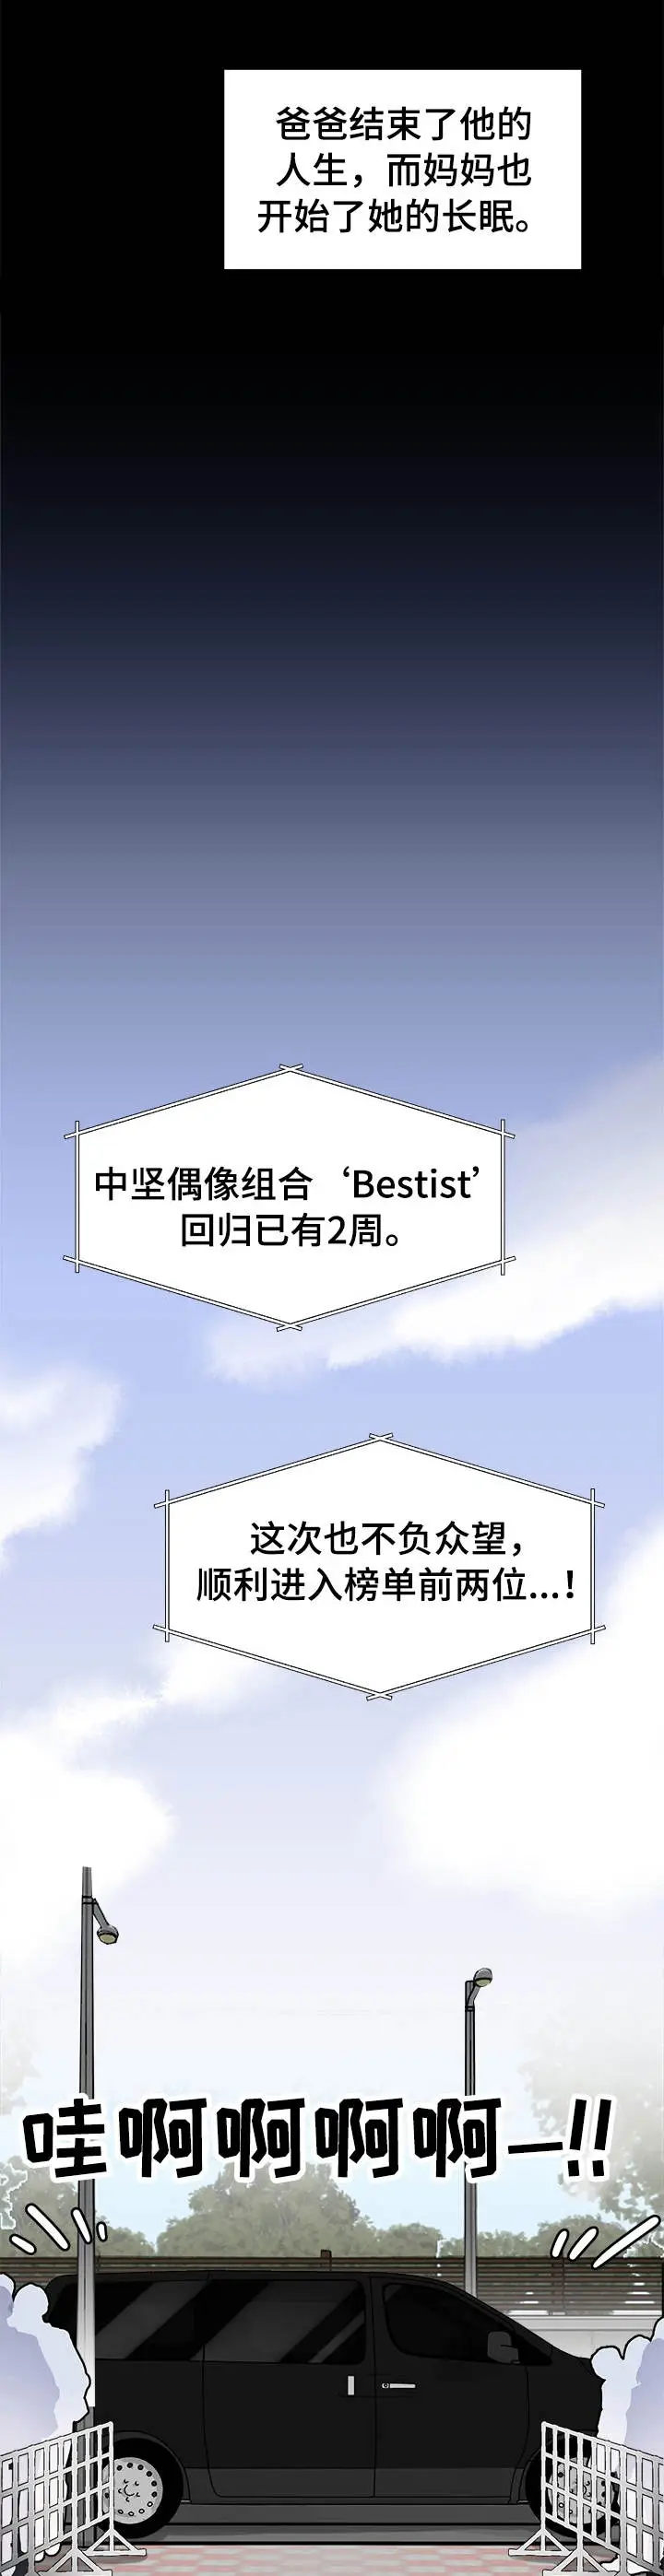 爸爸结束了他的
人生，而妈妈也
开始了她的长眠。
中坚偶像组合‘Bestist’
回归已有2周。
这次也不负众望，
顺利进入榜单前两位...！
哇啊啊啊啊—!!